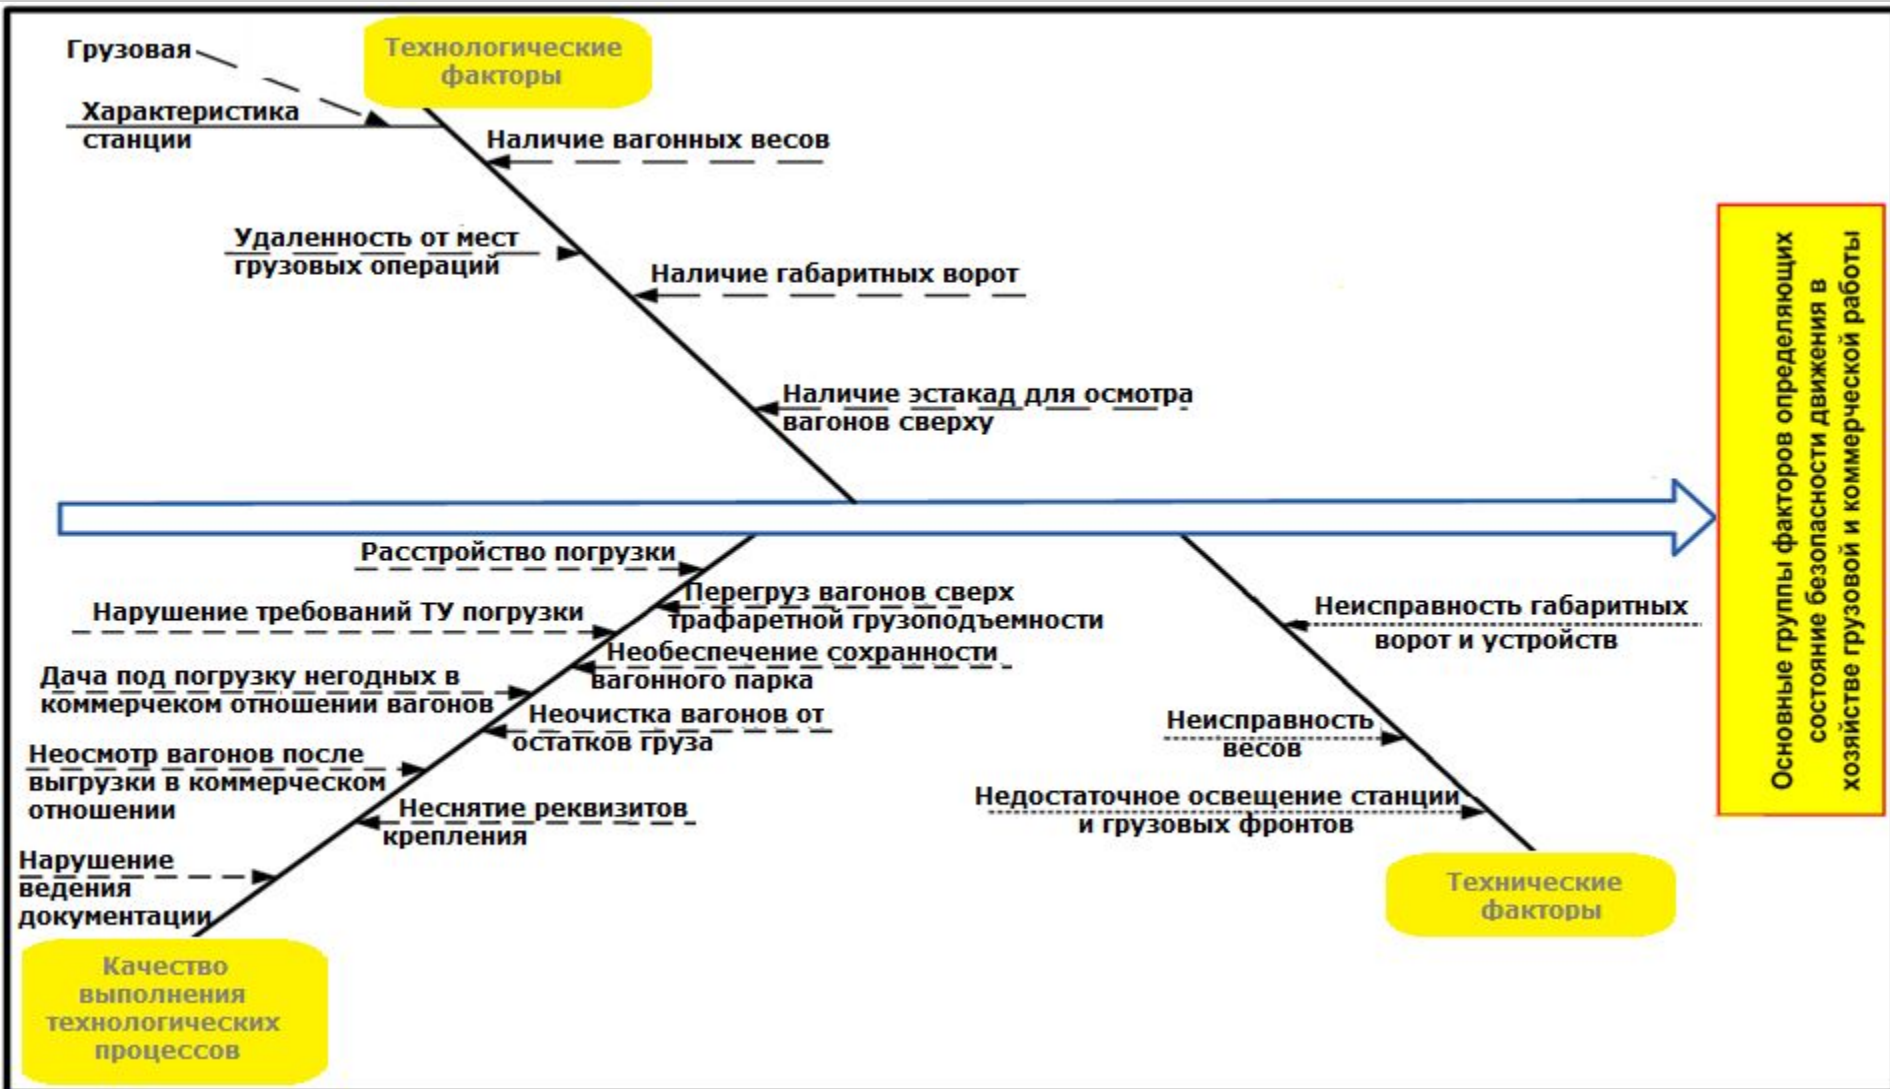 Грузовая
Технологические
факторы
Характеристика
станции
Наличие вагонных весов
Удаленность от мест
грузовых операций
Наличие габаритных ворот
Наличие эстакад для осмотра
вагонов сверху
Основные группы факторов определяющих
состояние безопасности движения в
хозяйстве грузовой и коммерческой работы
Расстройство погрузки
Перегруз вагонов сверх
трафаретной грузоподъемности
Нарушение требований ТУ погрузки
Необеспечение сохранности
вагонного парка
Дача под погрузку негодных в
коммерчеком отношении вагонов
Неочистка вагонов от
остатков груза
Неосмотр вагонов после
выгрузки в коммерческом
отношении
Неснятие реквизитов
крепления
Нарушение
ведения
документации
Качество
выполнения
технологических
процессов
Неисправность габаритных
ворот и устройств
Неисправность
весов
Недостаточное освещение станции
и грузовых фронтов
Технические
факторы